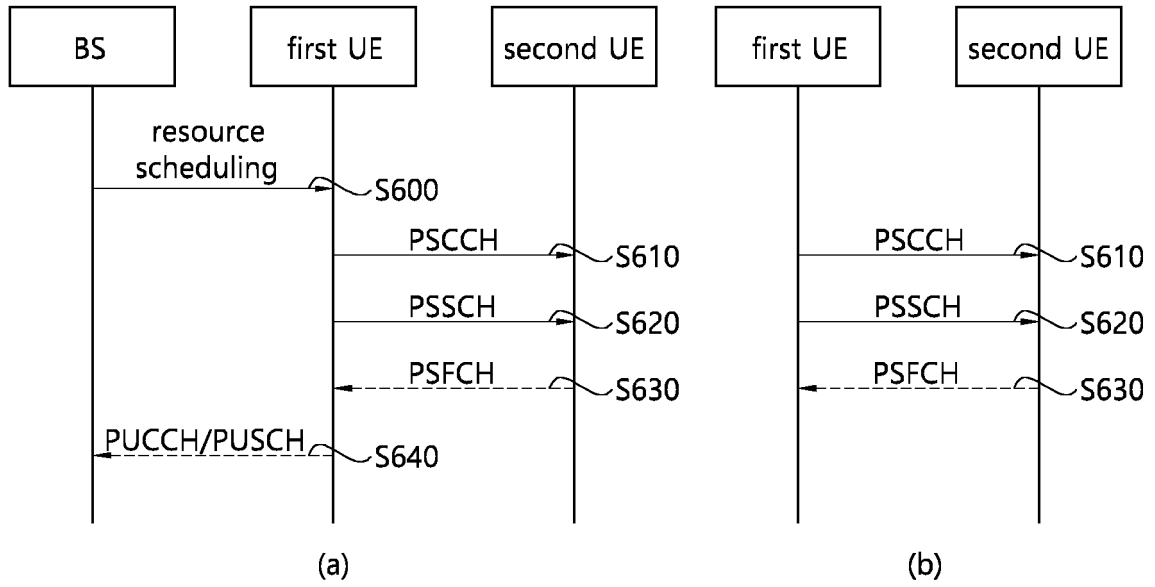 BS
first UE
second UE
resource
scheduling
S600
PSCCH
S610
PSSCH
S620
PSFCH
S630
PUCCH/PUSCH
S640
(a)
first UE
second UE
PSCCH
S610
PSSCH
S620
PSFCH
S630
(b)